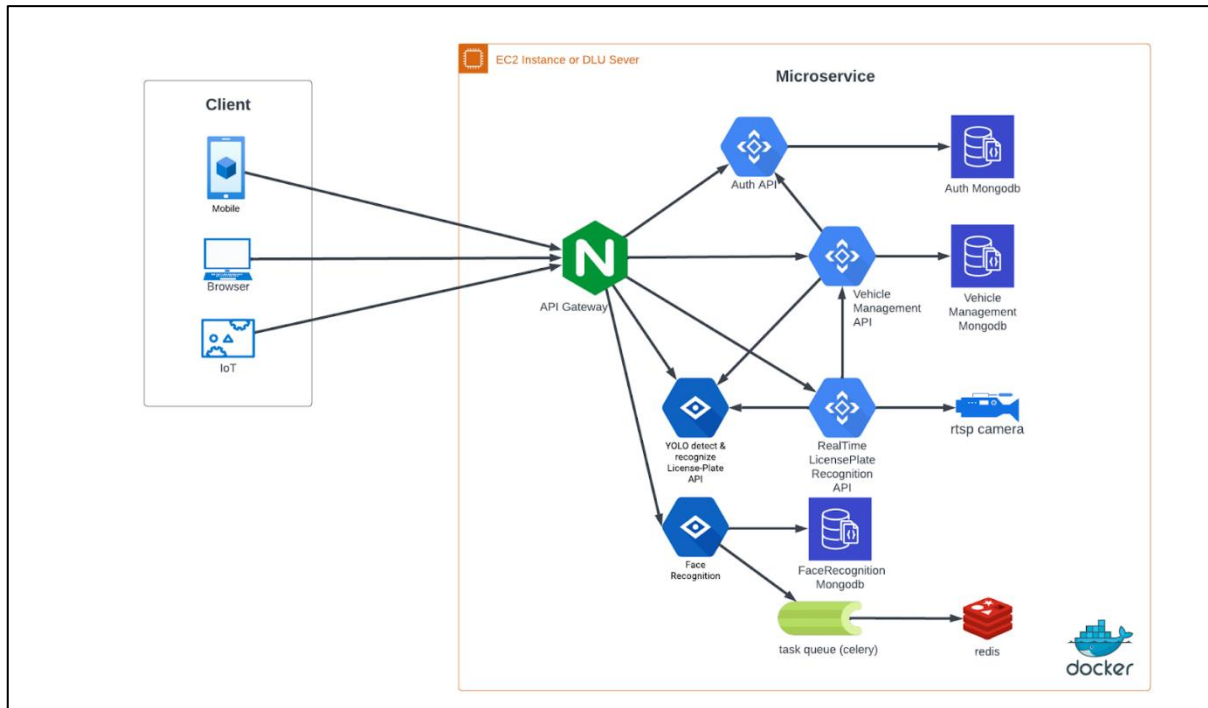 EC2 Instance or DLU Sever
Microservice
Client
Mobile
Browser
IoT
N
API Gateway
Auth API
Auth Mongodb
Vehicle
Management
API
Vehicle
Management
Mongodb
YOLO detect &
recognize
License-Plate
API
RealTime
LicensePlate
Recognition
API
rtsp camera
Face
Recognition
FaceRecognition
Mongodb
task queue (celery)
redis
docker